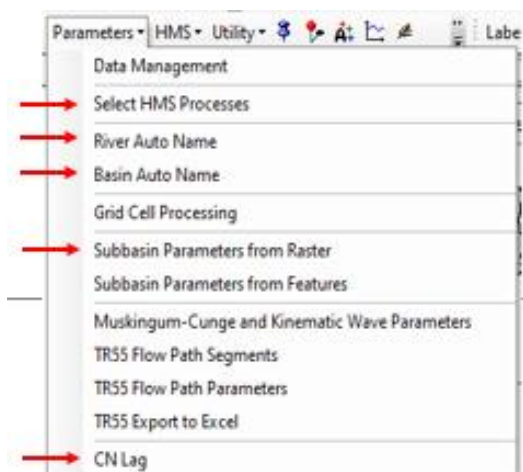 Parameters HMS Utility Labe
Data Management
Select HMS Processes
River Auto Name
Basin Auto Name
Grid Cell Processing
Subbasin Parameters from Raster
Subbasin Parameters from Features
Muskingum-Cunge and Kinematic Wave Parameters
TR55 Flow Path Segments
TR55 Flow Path Parameters
TR55 Export to Excel
CN Lag